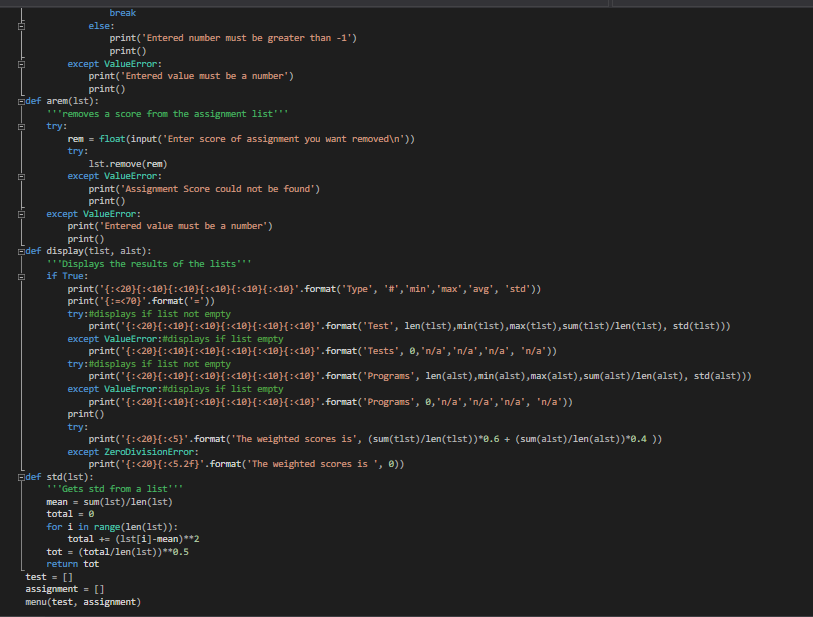 break
            else:
                print('Entered number must be greater than -1')
                print()
        except ValueError:
            print('Entered value must be a number')
            print()
def arem(lst):
    '''removes a score from the assignment list'''
    try:
        rem = float(input('Enter score of assignment you want removed\n'))
        try:
            lst.remove(rem)
        except ValueError:
            print('Assignment Score could not be found')
            print()
    except ValueError:
        print('Entered value must be a number')
        print()
def display(tlst, alst):
    '''Displays the results of the lists'''
    if True:
        print('{:<20}{:<10}{:<10}{:<10}{:<10}{:<10}'.format('Type', '#','min','max','avg', 'std'))
        print('{:=<70}'.format('='))
        try:#displays if list not empty
            print('{:<20}{:<10}{:<10}{:<10}{:<10}{:<10}'.format('Test', len(tlst),min(tlst),max(tlst),sum(tlst)/len(tlst), std(tlst)))
        except ValueError:#displays if list empty
            print('{:<20}{:<10}{:<10}{:<10}{:<10}{:<10}'.format('Tests', 0,'n/a','n/a','n/a', 'n/a'))
        try:#displays if list not empty
            print('{:<20}{:<10}{:<10}{:<10}{:<10}{:<10}'.format('Programs', len(alst),min(alst),max(alst),sum(alst)/len(alst), std(alst)))
        except ValueError:#displays if list empty
            print('{:<20}{:<10}{:<10}{:<10}{:<10}{:<10}'.format('Programs', 0,'n/a','n/a','n/a', 'n/a'))
        print()
        try:
            print('{:<20}{:<5}'.format('The weighted scores is', (sum(tlst)/len(tlst))*0.6 + (sum(alst)/len(alst))*0.4 ))
        except ZeroDivisionError:
            print('{:<20}{:<5.2f}'.format('The weighted scores is ', 0))
def std(lst):
    '''Gets std from a list'''
    mean = sum(lst)/len(lst)
    total = 0
    for i in range(len(lst)):
        total += (lst[i]-mean)**2
    tot = (total/len(lst))**0.5
    return tot
test = []
assignment = []
menu(test, assignment)